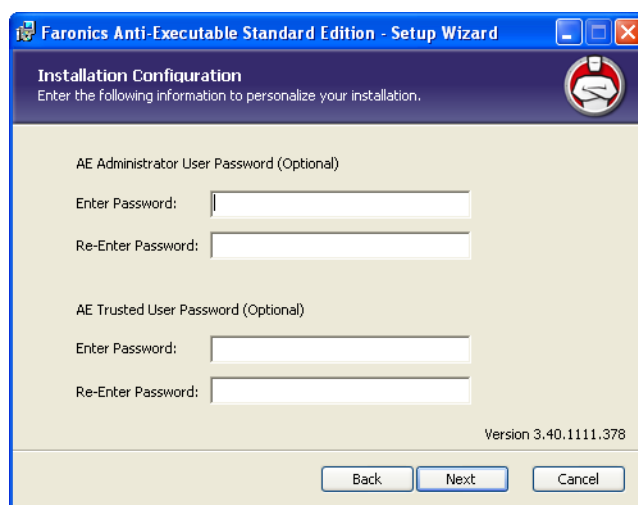 Faronics Anti-Executable Standard Edition - Setup Wizard
Installation Configuration
Enter the following information to personalize your installation.
AE Administrator User Password (Optional)
Enter Password:
Re-Enter Password:
AE Trusted User Password (Optional)
Enter Password:
Re-Enter Password:
Version 3.40.1111.378
Back Next Cancel